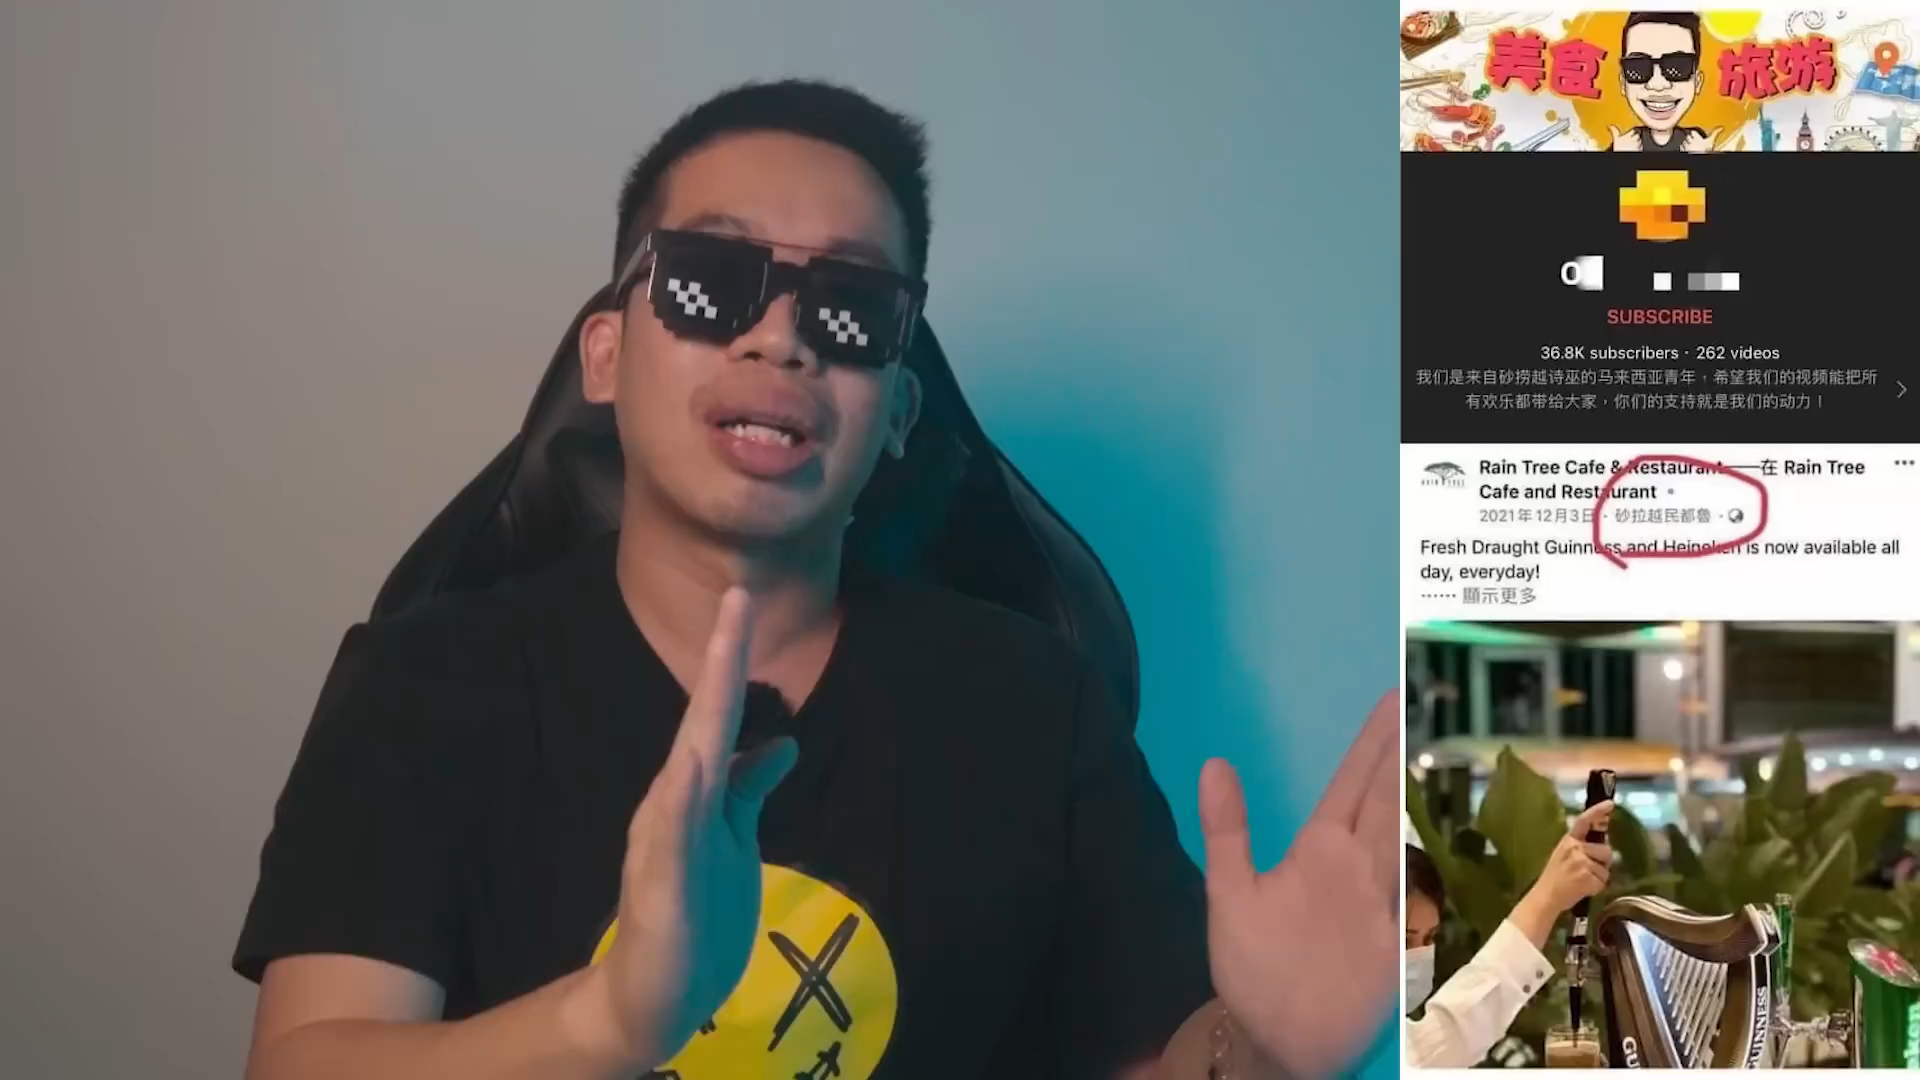 美食 旅游
SUBSCRIBE
36.8K subscribers · 262 videos
我们是来自砂捞越诗巫的马来西亚青年，希望我们的视频能把所
有欢乐都带给大家，你们的支持就是我们的动力！
Rain Tree Cafe & Restaurant——在 Rain Tree
Cafe and Restaurant
2021年12月3日 · 砂拉越民都魯 ·
Fresh Draught Guinness and Heineken is now available all
day, everyday!
⋯⋯ 顯示更多
GUINNESS